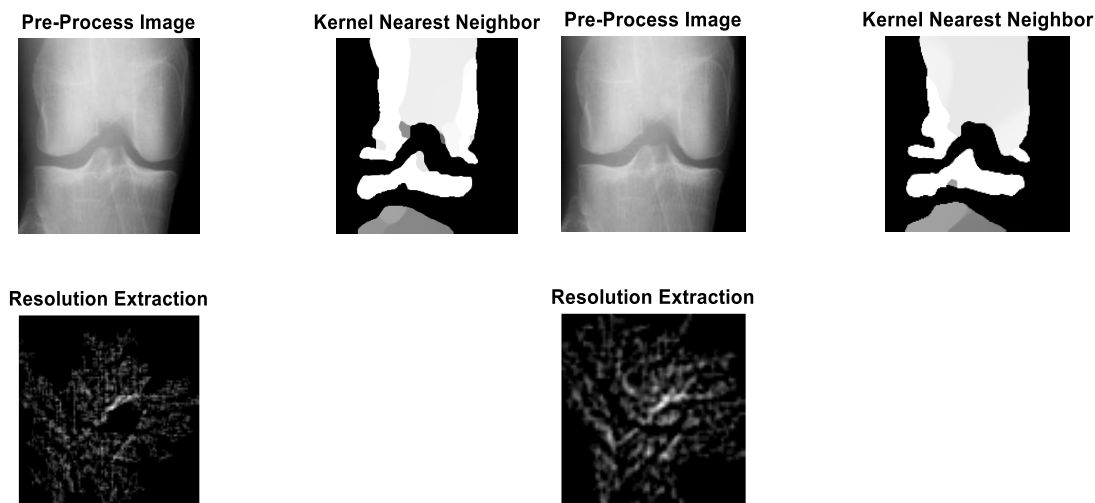 Pre-Process Image
Kernel Nearest Neighbor
Pre-Process Image
Kernel Nearest Neighbor
Resolution Extraction
Resolution Extraction